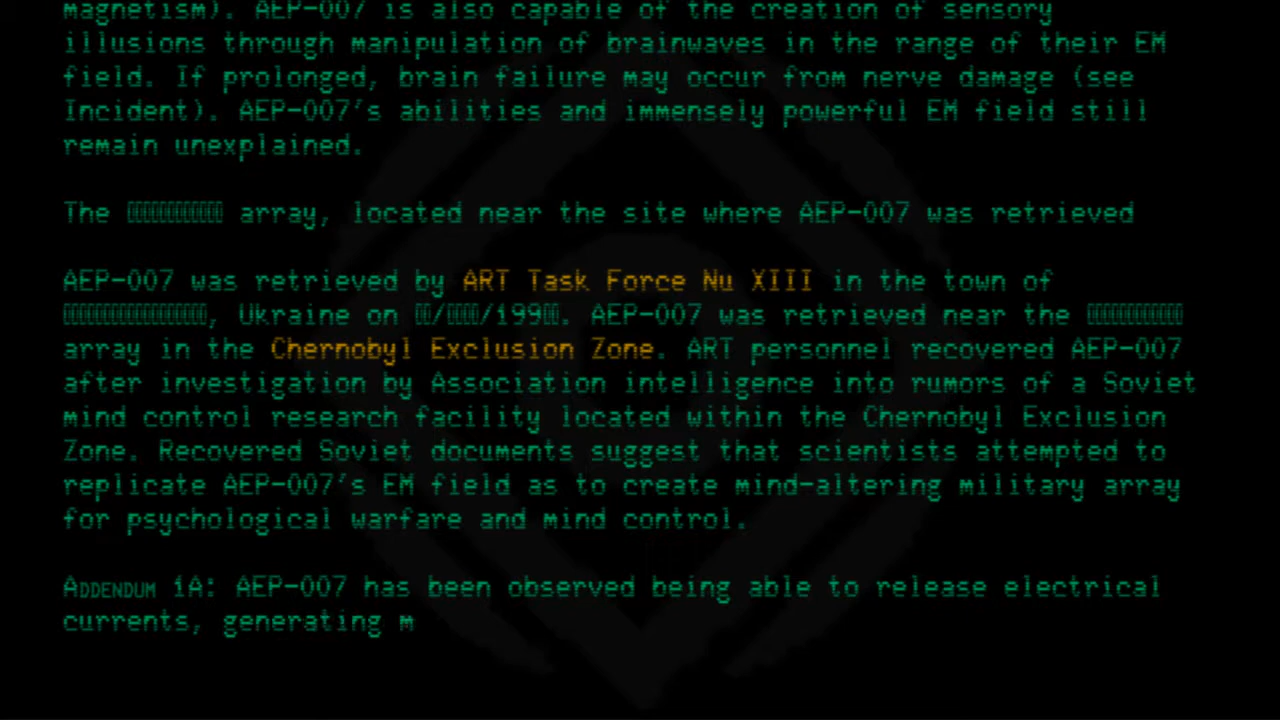 magnetism). AEP-007 is also capable of the creation of sensory
illusions through manipulation of brainwaves in the range of their EM
field. If prolonged, brain failure may occur from nerve damage (see
Incident). AEP-007's abilities and immensely powerful EM field still
remain unexplained.
The ▯▯▯▯▯▯▯▯▯▯▯▯ array, located near the site where AEP-007 was retrieved
AEP-007 was retrieved by ART Task Force Nu XIII in the town of
▯▯▯▯▯▯▯▯▯▯▯▯▯▯▯▯▯▯, Ukraine on ▯▯/▯▯▯▯/199▯▯. AEP-007 was retrieved near the ▯▯▯▯▯▯▯▯▯▯▯▯
array in the Chernobyl Exclusion Zone. ART personnel recovered AEP-007
after investigation by Association intelligence into rumors of a Soviet
mind control research facility located within the Chernobyl Exclusion
Zone. Recovered Soviet documents suggest that scientists attempted to
replicate AEP-007's EM field as to create mind-altering military array
for psychological warfare and mind control.
ADDENDUM 1A: AEP-007 has been observed being able to release electrical
currents, generating m